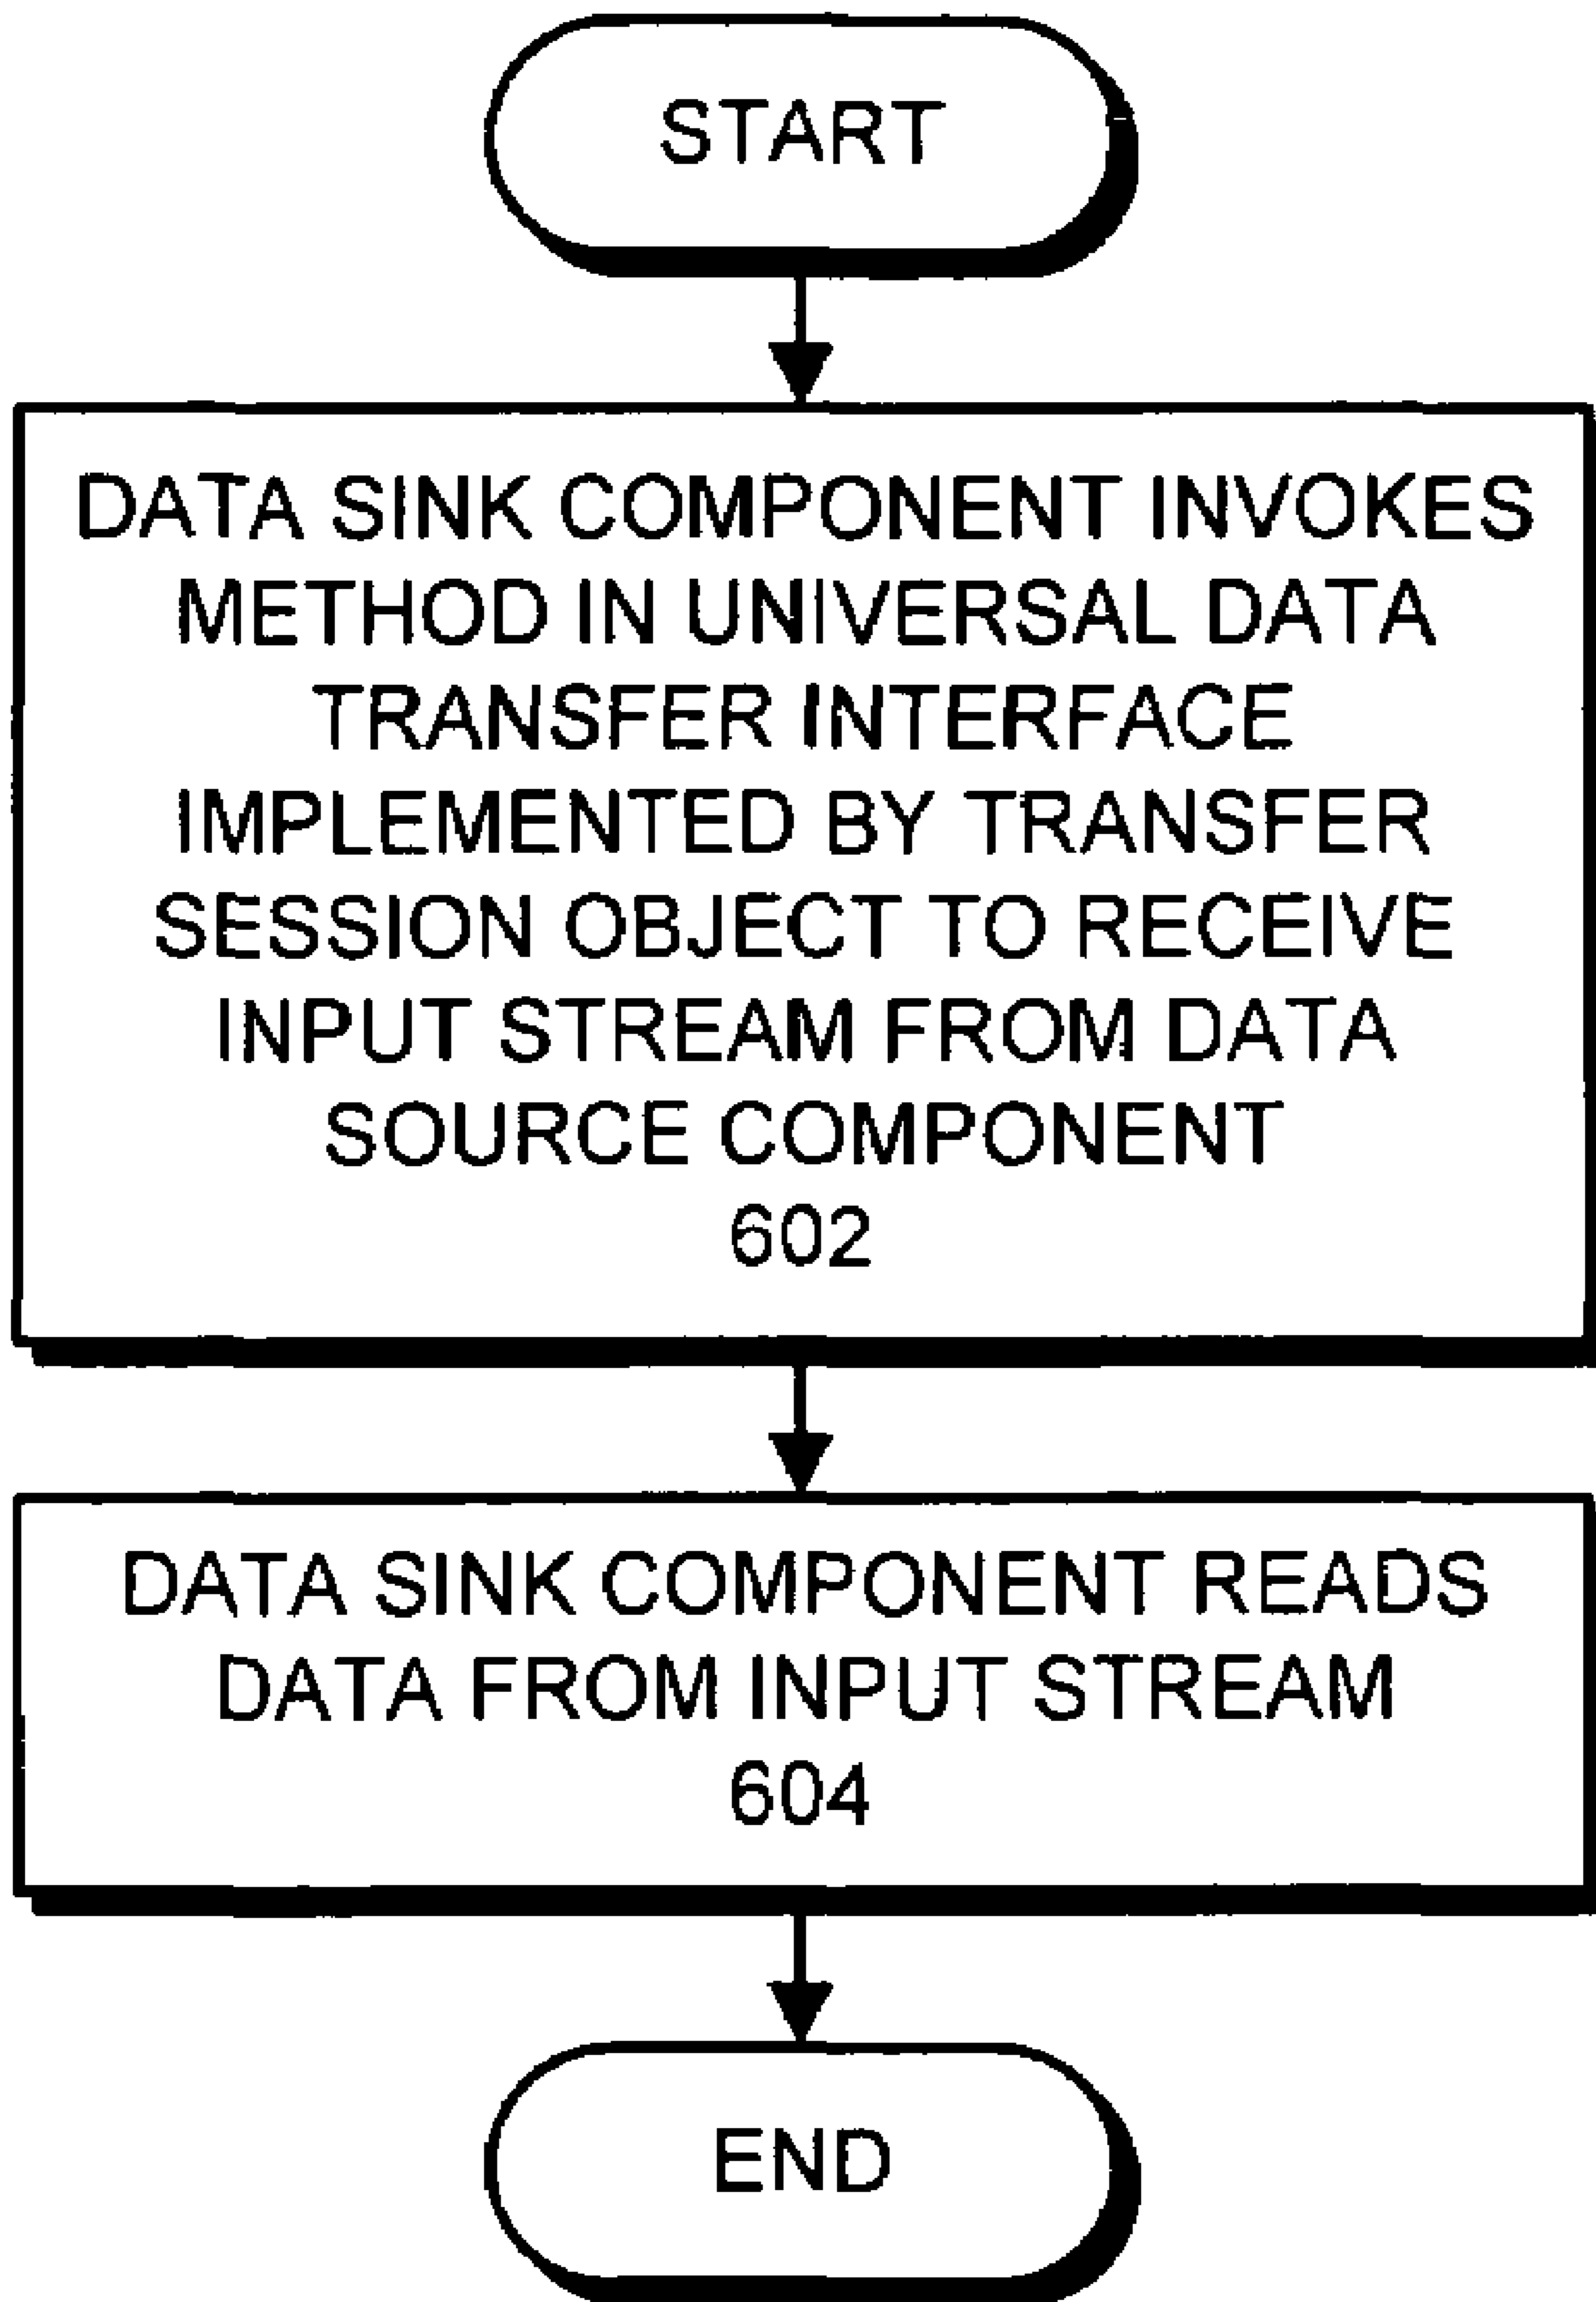 START
DATA SINK COMPONENT INVOKES
METHOD IN UNIVERSAL DATA
TRANSFER INTERFACE
IMPLEMENTED BY TRANSFER
SESSION OBJECT TO RECEIVE
INPUT STREAM FROM DATA
SOURCE COMPONENT
602
DATA SINK COMPONENT READS
DATA FROM INPUT STREAM
604
END